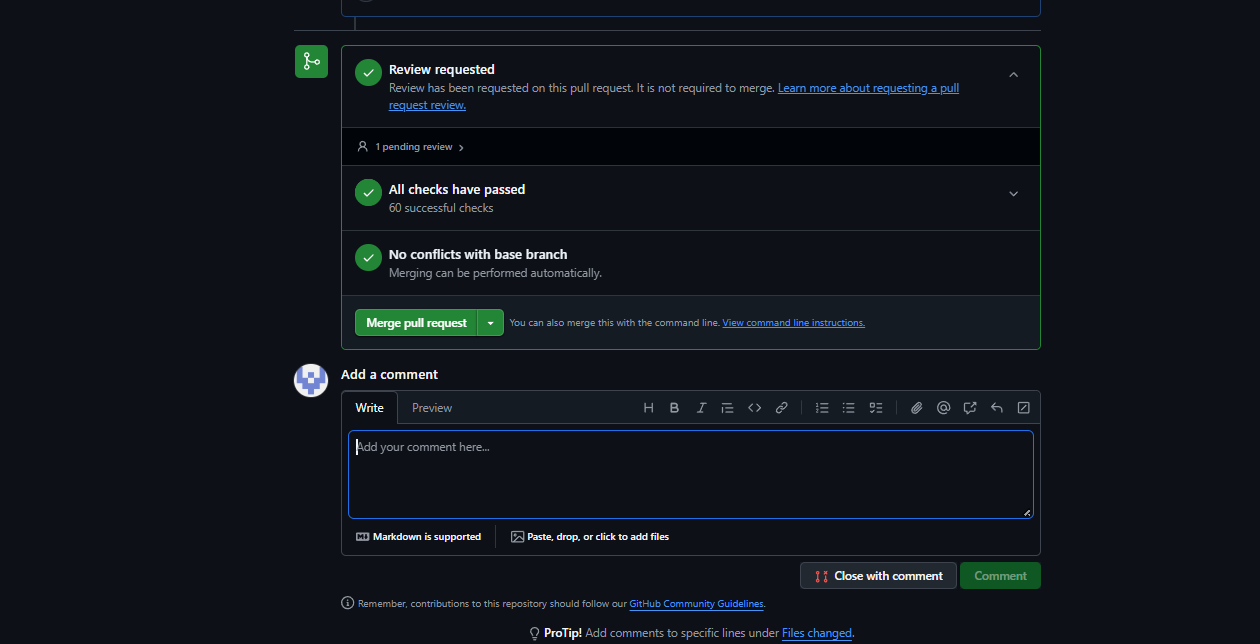 Review requested
Review has been requested on this pull request. It is not required to merge. Learn more about requesting a pull
request review.
1 pending review
All checks have passed
60 successful checks
No conflicts with base branch
Merging can be performed automatically.
Merge pull request
You can also merge this with the command line. View command line instructions.
Add a comment
Write Preview
Add your comment here...
Markdown is supported
Paste, drop, or click to add files
Close with comment
Comment
Remember, contributions to this repository should follow our GitHub Community Guidelines.
ProTip! Add comments to specific lines under Files changed.